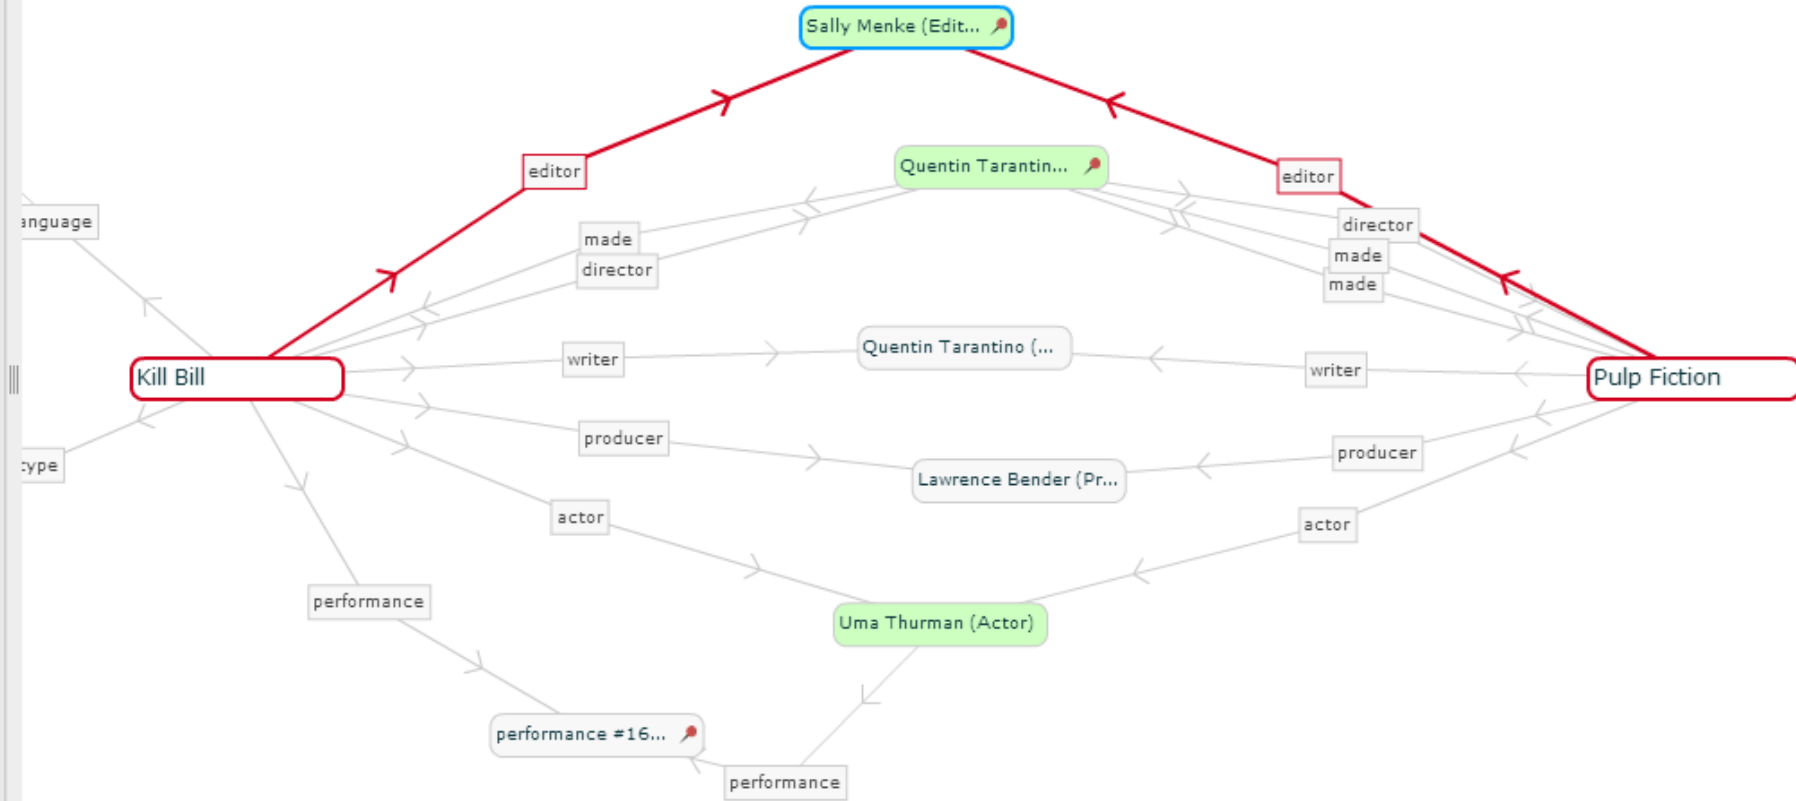 Sally Menke (Edit...
editor
Quentin Tarantin...
editor
anguage
made
director
director
made
made
writer
Quentin Tarantino (...
writer
Kill Bill
Pulp Fiction
producer
producer
type
Lawrence Bender (Pr...
actor
actor
performance
Uma Thurman (Actor)
performance #16...
performance